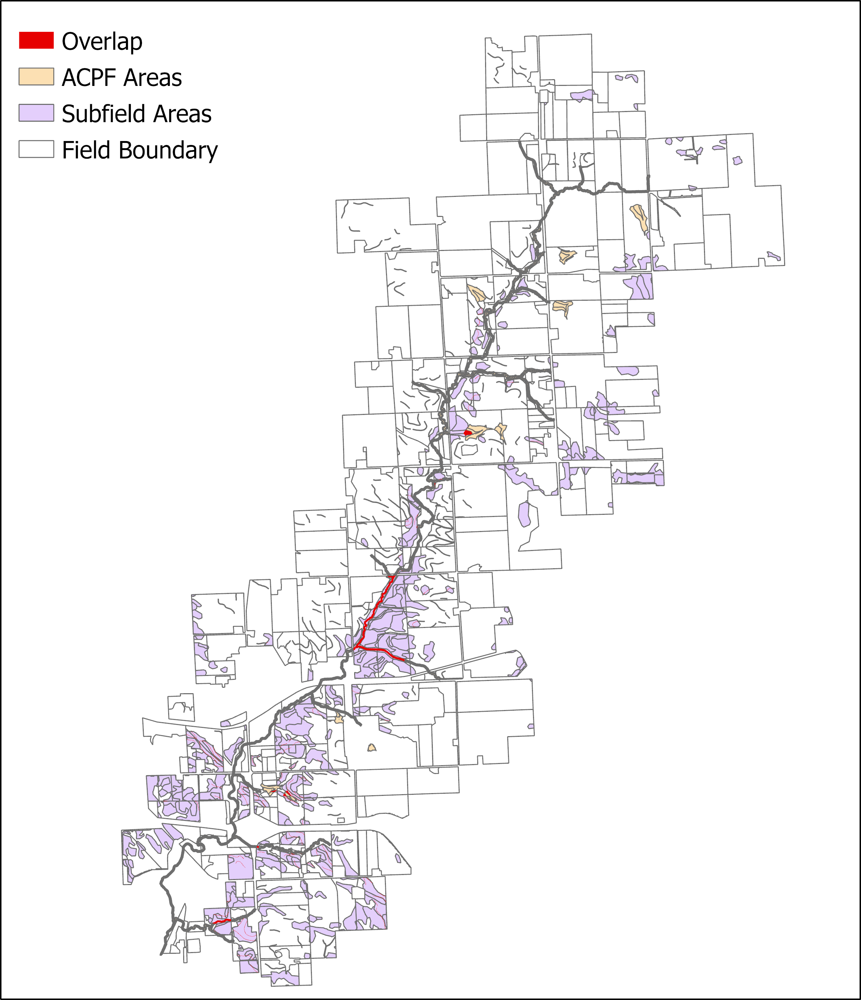 Overlap
ACPF Areas
Subfield Areas
Field Boundary